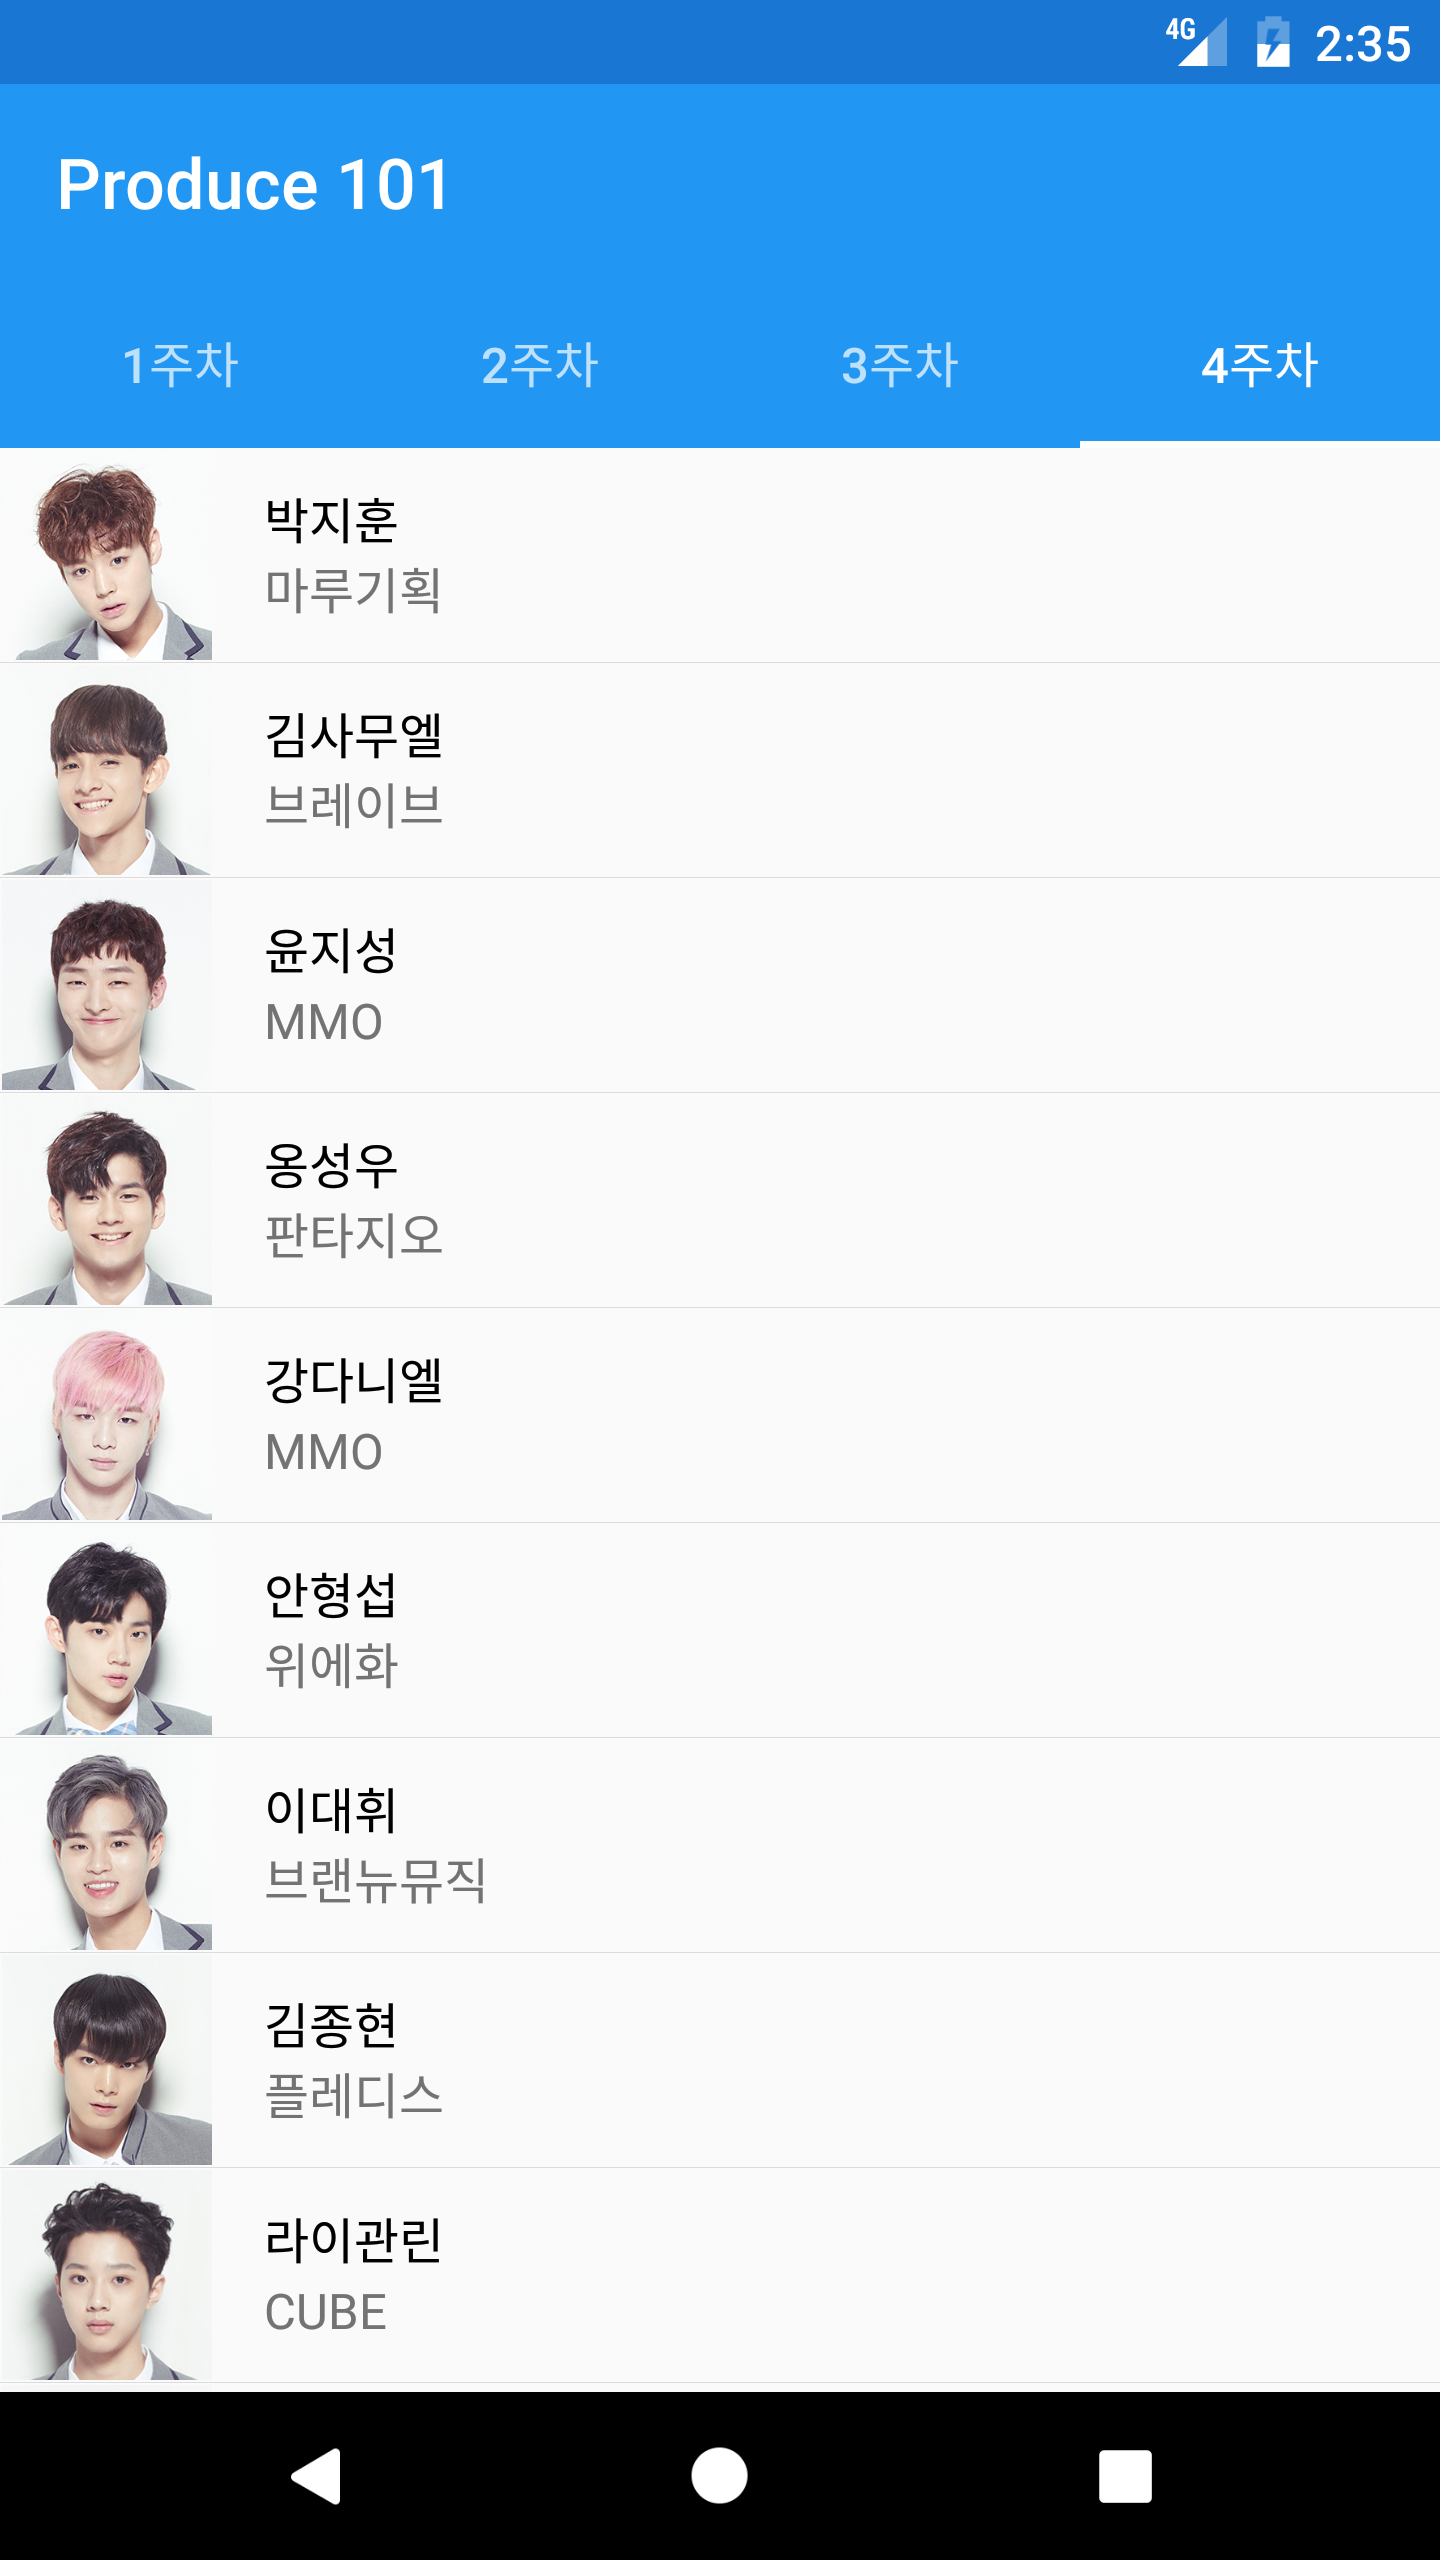 4G 2:35
Produce 101
1주차 2주차 3주차 4주차
박지훈
마루기획
김사무엘
브레이브
윤지성
MMO
옹성우
판타지오
강다니엘
MMO
안형섭
위에화
이대휘
브랜뉴뮤직
김종현
플레디스
라이관린
CUBE